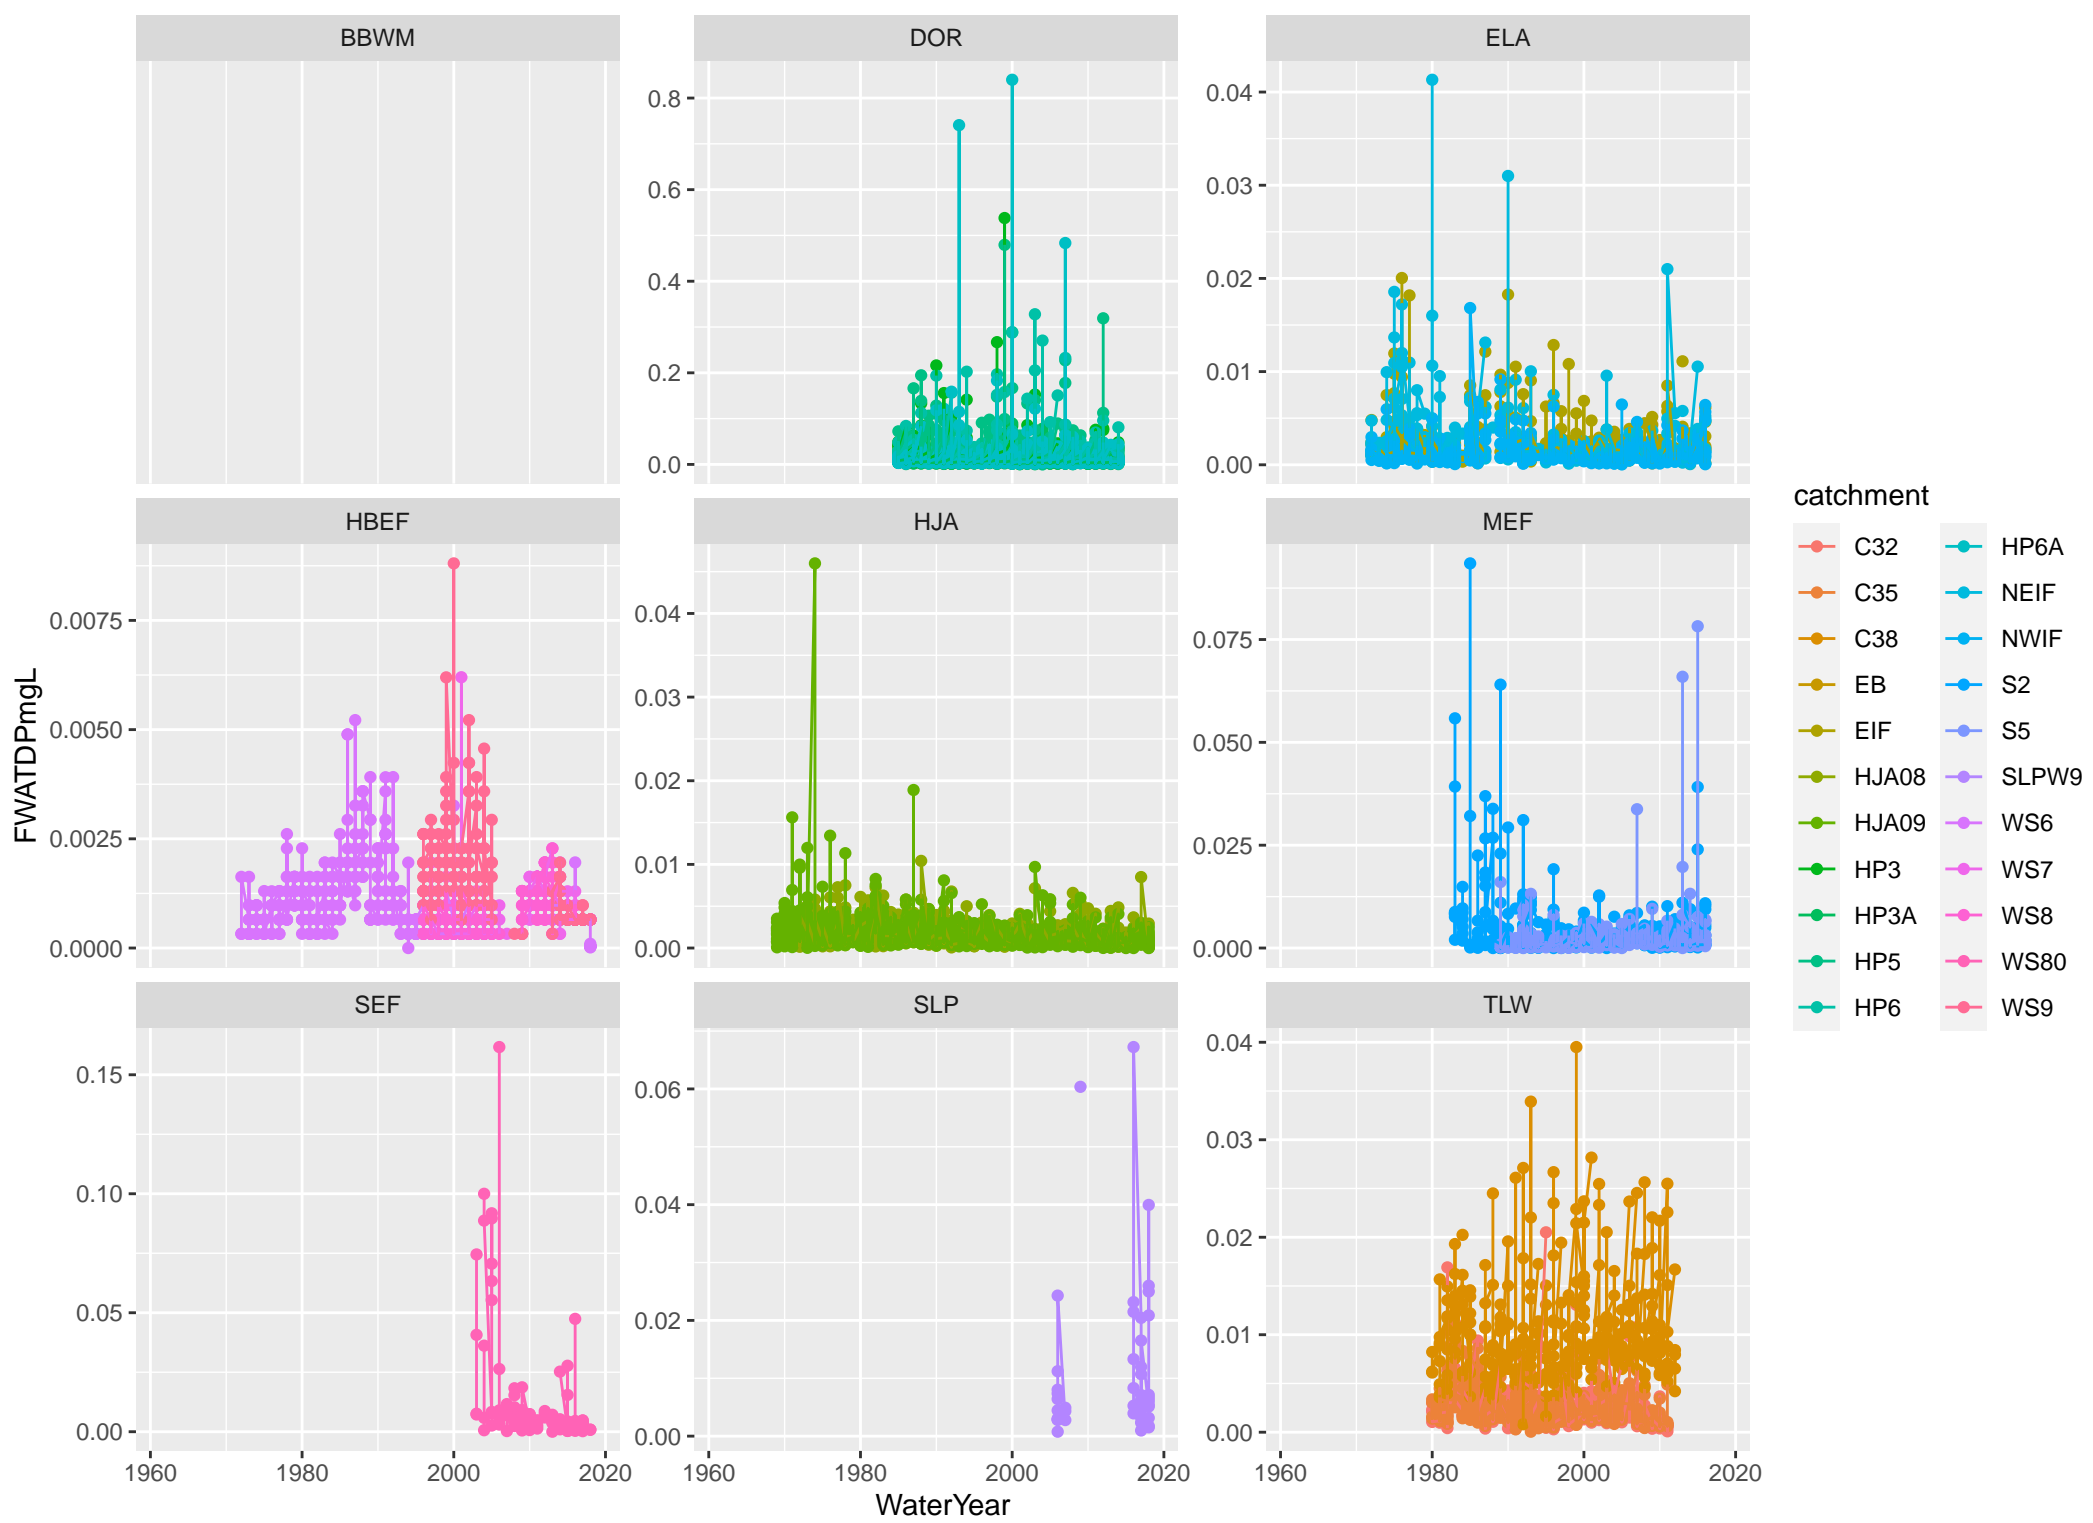 BBWM DOR ELA
0.8
0.6
0.4
0.2
0.0
0.04
0.03
0.02
0.01
0.00
HBEF HJA MEF
0.0075
0.0050
0.0025
0.0000
0.04
0.03
0.02
0.01
0.00
0.075
0.050
0.025
0.000
SEF SLP TLW
0.15
0.10
0.05
0.00
0.06
0.04
0.02
0.00
0.04
0.03
0.02
0.01
0.00
1960 1980 2000 2020 1960 1980 2000 2020 1960 1980 2000 2020
WaterYear
FWATDPmgL
catchment
C32 HP6A
C35 NEIF
C38 NWIF
EB S2
EIF S5
HJA08 SLPW9
HJA09 WS6
HP3 WS7
HP3A WS8
HP5 WS80
HP6 WS9